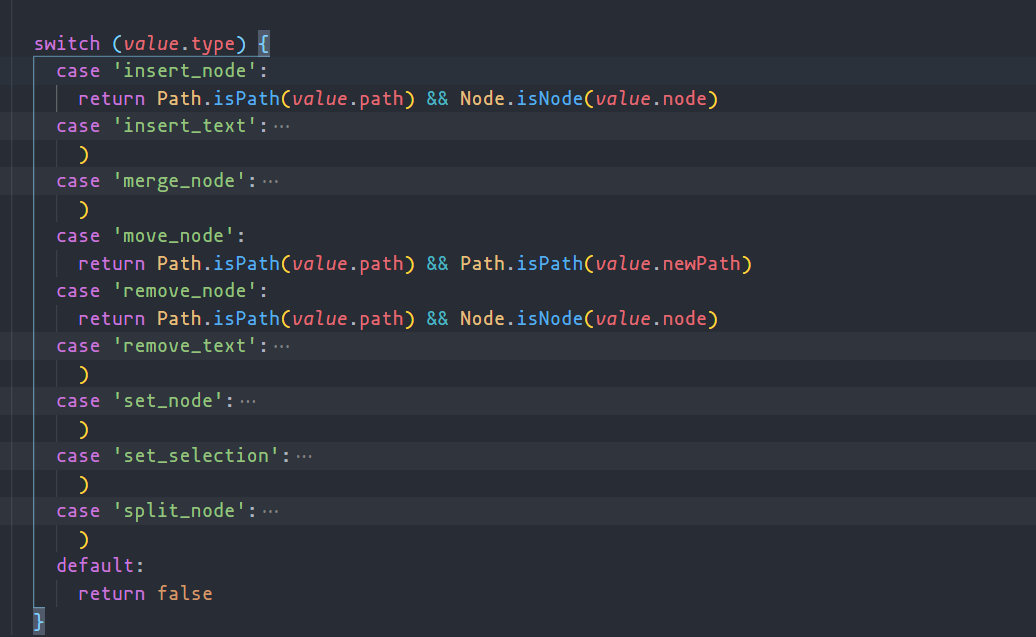 switch (value.type) {
case 'insert_node':
return Path.isPath(value.path) && Node.isNode(value.node)
case 'insert_text': ···
)
case 'merge_node': ···
)
case 'move_node':
return Path.isPath(value.path) && Path.isPath(value.newPath)
case 'remove_node':
return Path.isPath(value.path) && Node.isNode(value.node)
case 'remove_text': ···
)
case 'set_node': ···
)
case 'set_selection': ···
)
case 'split_node': ···
)
default:
return false
}